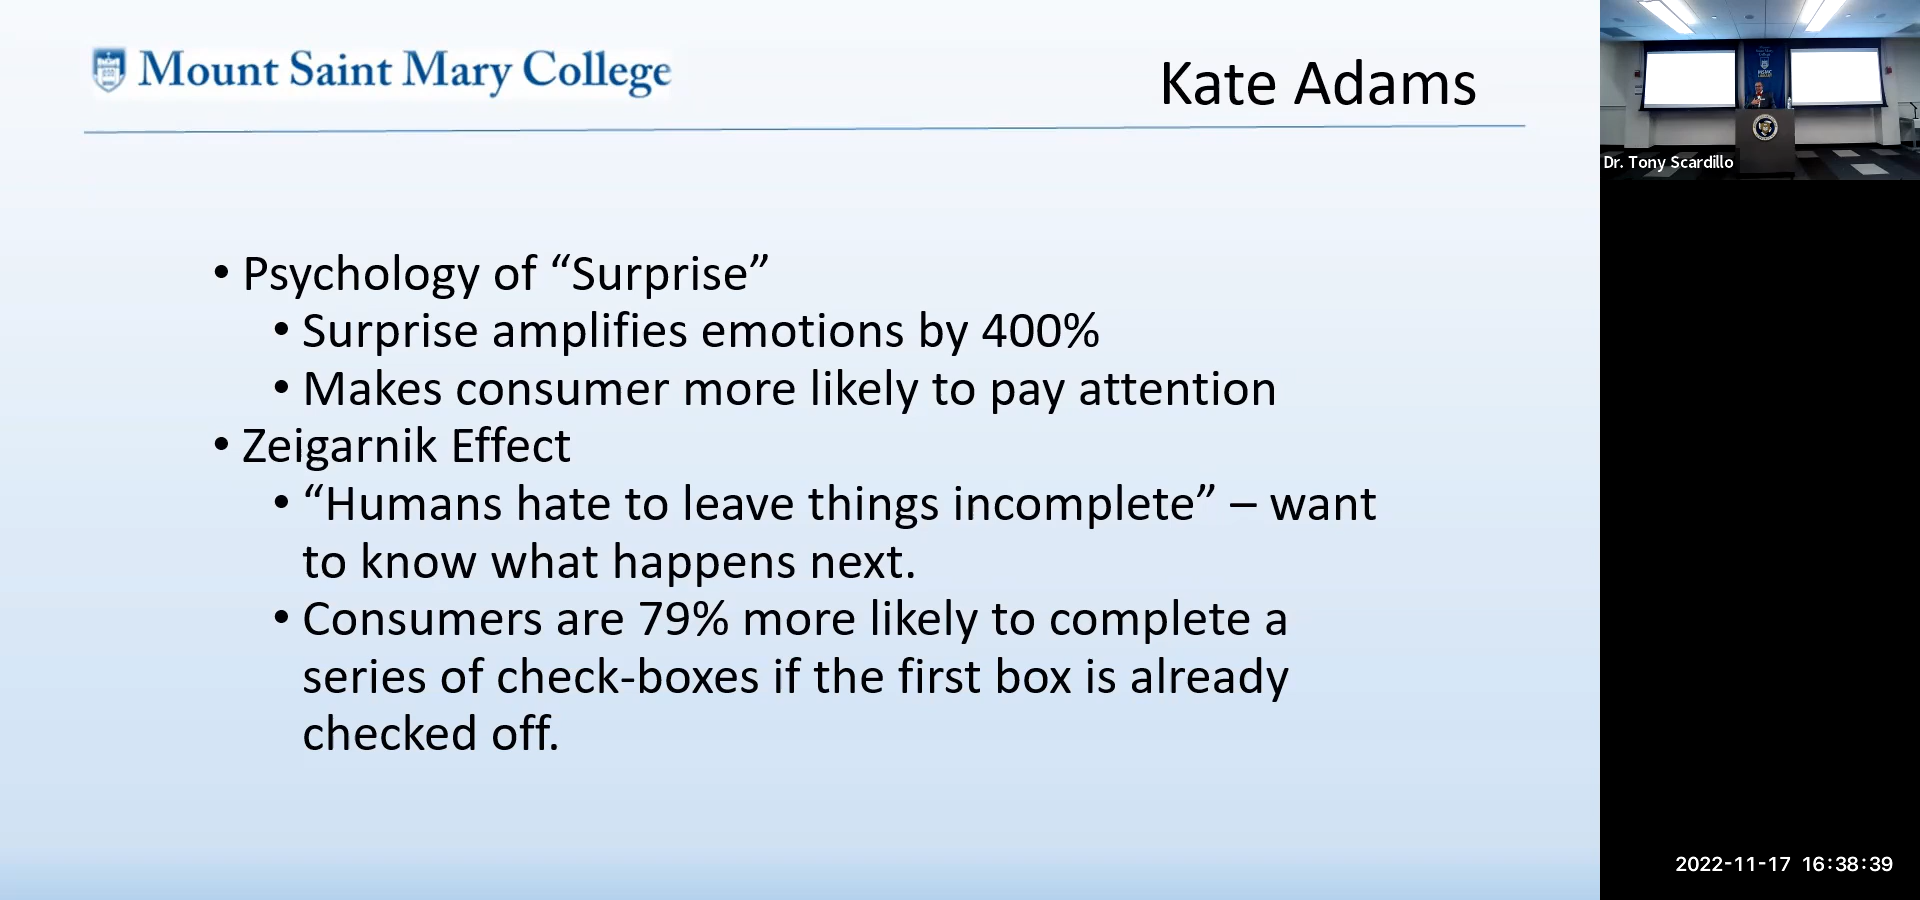 Mount Saint Mary College
Kate Adams
• Psychology of “Surprise”
• Surprise amplifies emotions by 400%
• Makes consumer more likely to pay attention
• Zeigarnik Effect
• “Humans hate to leave things incomplete” – want
to know what happens next.
• Consumers are 79% more likely to complete a
series of check-boxes if the first box is already
checked off.
Dr. Tony Scardillo
2022-11-17 16:38:39